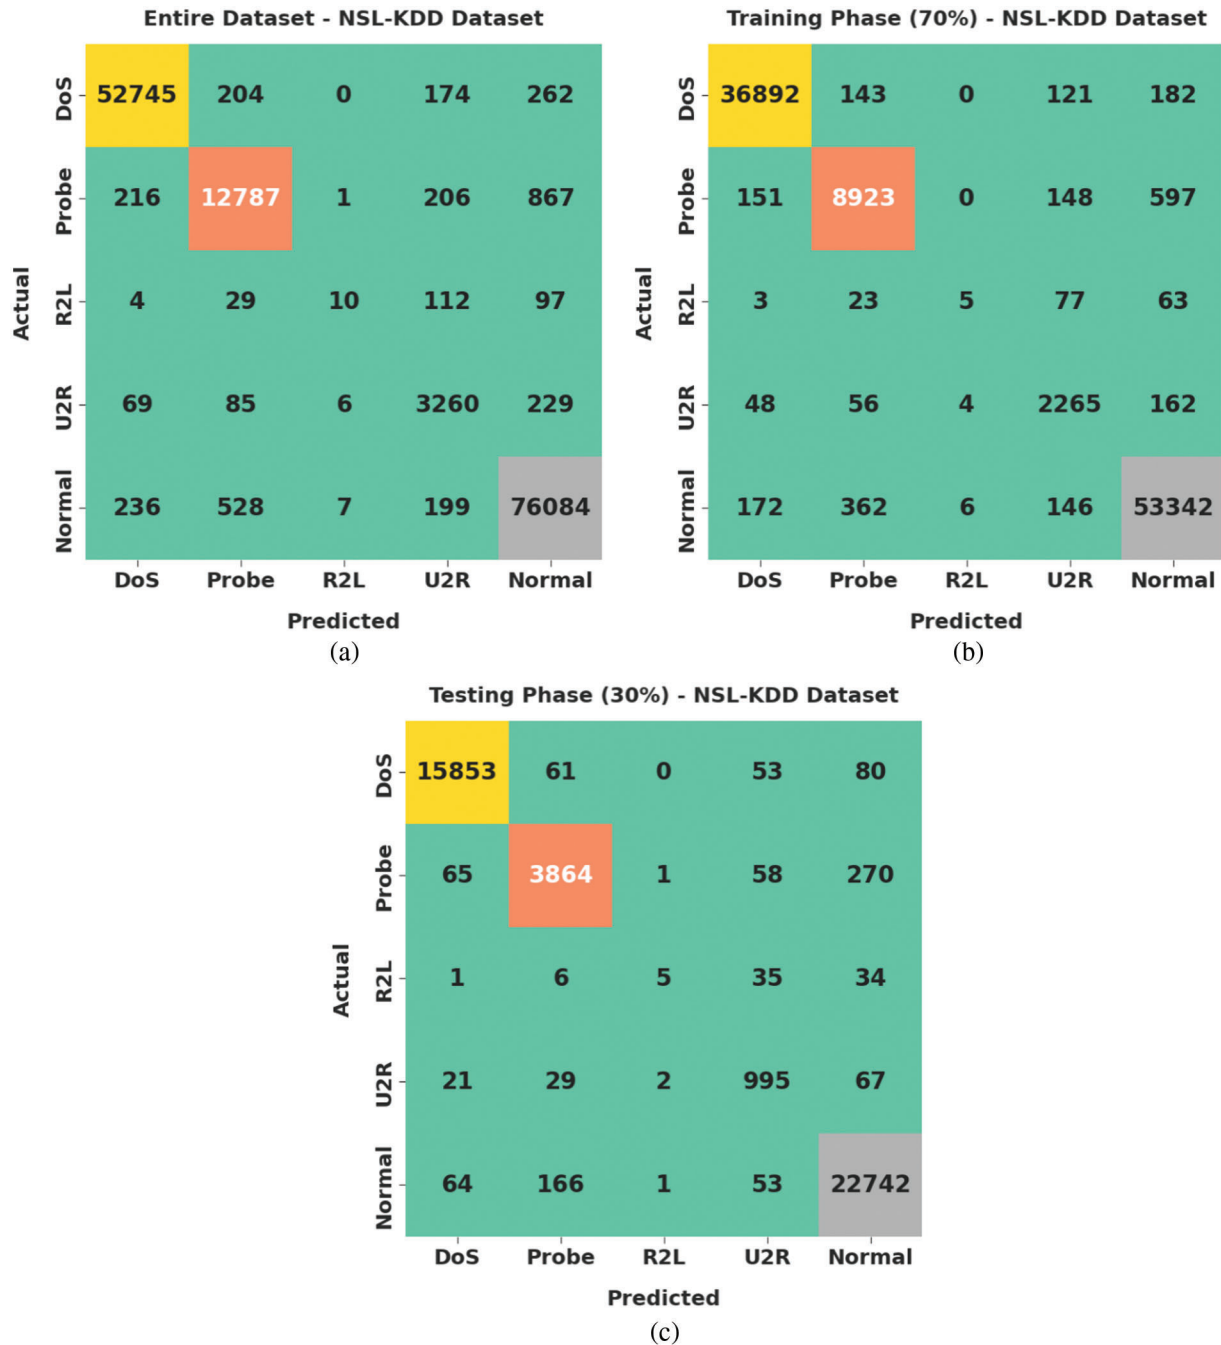 Entire Dataset - NSL-KDD Dataset
Actual
DoS 52745 204 0 174 262
Probe 216 12787 1 206 867
R2L 4 29 10 112 97
U2R 69 85 6 3260 229
Normal 236 528 7 199 76084
DoS Probe R2L U2R Normal
Predicted
(a)
Training Phase (70%) - NSL-KDD Dataset
Actual
DoS 36892 143 0 121 182
Probe 151 8923 0 148 597
R2L 3 23 5 77 63
U2R 48 56 4 2265 162
Normal 172 362 6 146 53342
DoS Probe R2L U2R Normal
Predicted
(b)
Testing Phase (30%) - NSL-KDD Dataset
Actual
DoS 15853 61 0 53 80
Probe 65 3864 1 58 270
R2L 1 6 5 35 34
U2R 21 29 2 995 67
Normal 64 166 1 53 22742
DoS Probe R2L U2R Normal
Predicted
(c)